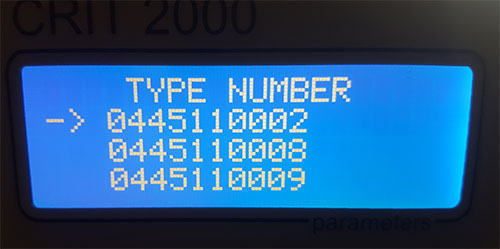 CRIT 2000
TYPE NUMBER
-> 0445110002
0445110008
0445110009
parameters